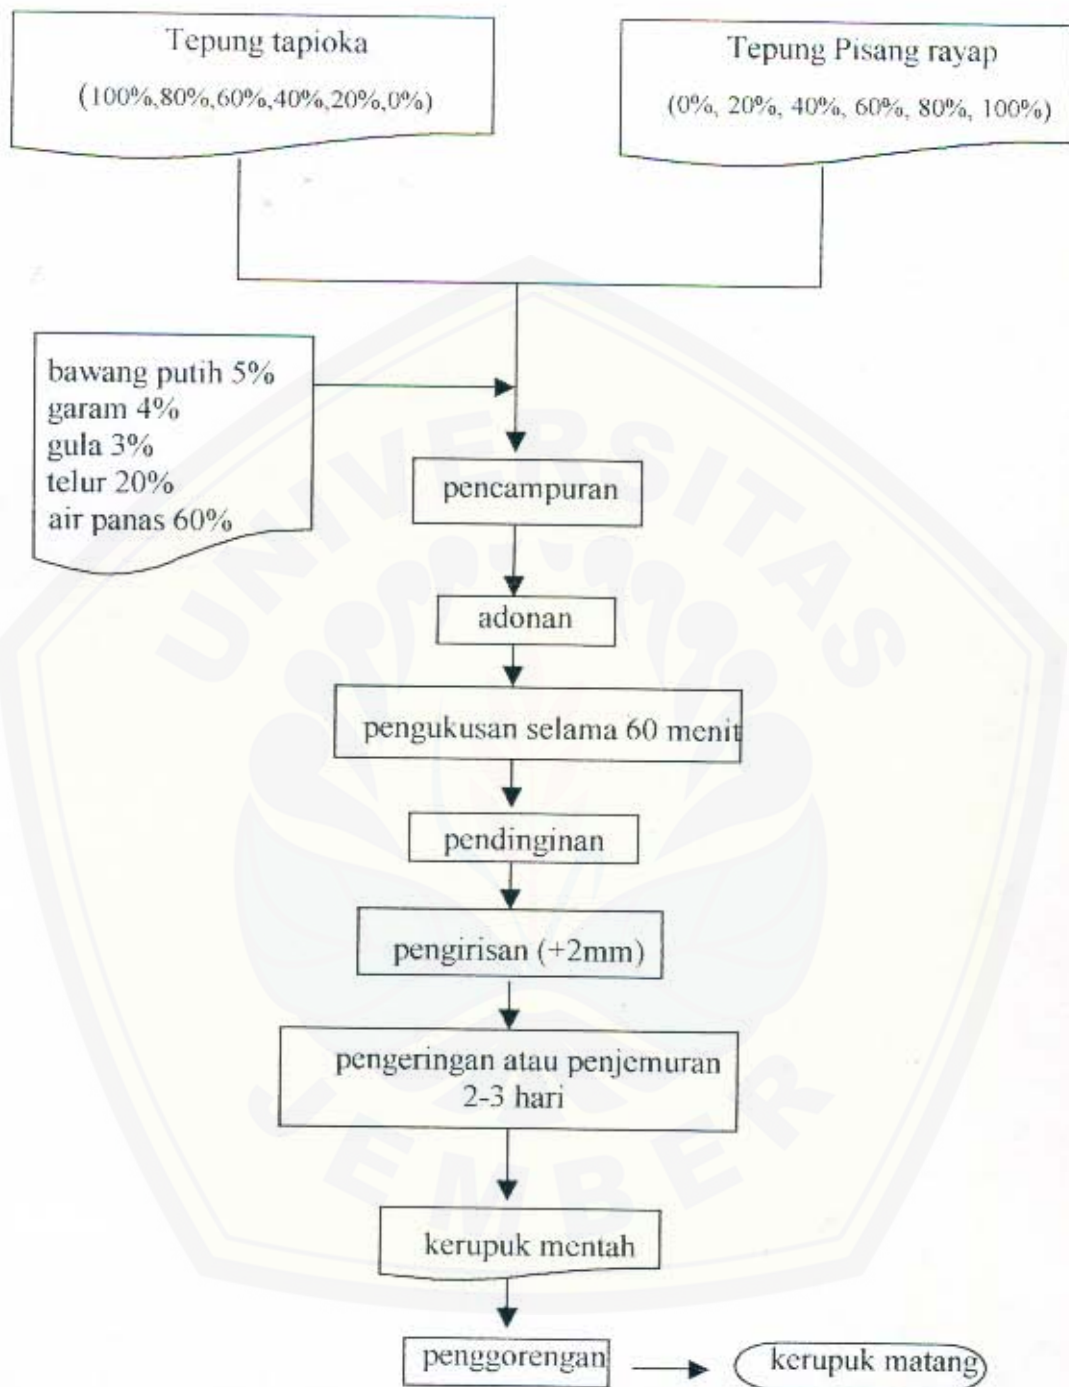 Tepung tapioka
(100%,80%,60%,40%,20%,0%)
Tepung Pisang rayap
(0%, 20%, 40%, 60%, 80%, 100%)
bawang putih 5%
garam 4%
gula 3%
telur 20%
air panas 60%
pencampuran
adonan
pengukusan selama 60 menit
pendinginan
pengirisan (+2mm)
pengeringan atau penjemuran
2-3 hari
kerupuk mentah
penggorengan
kerupuk matang
UNIVERSITAS
JEMBER